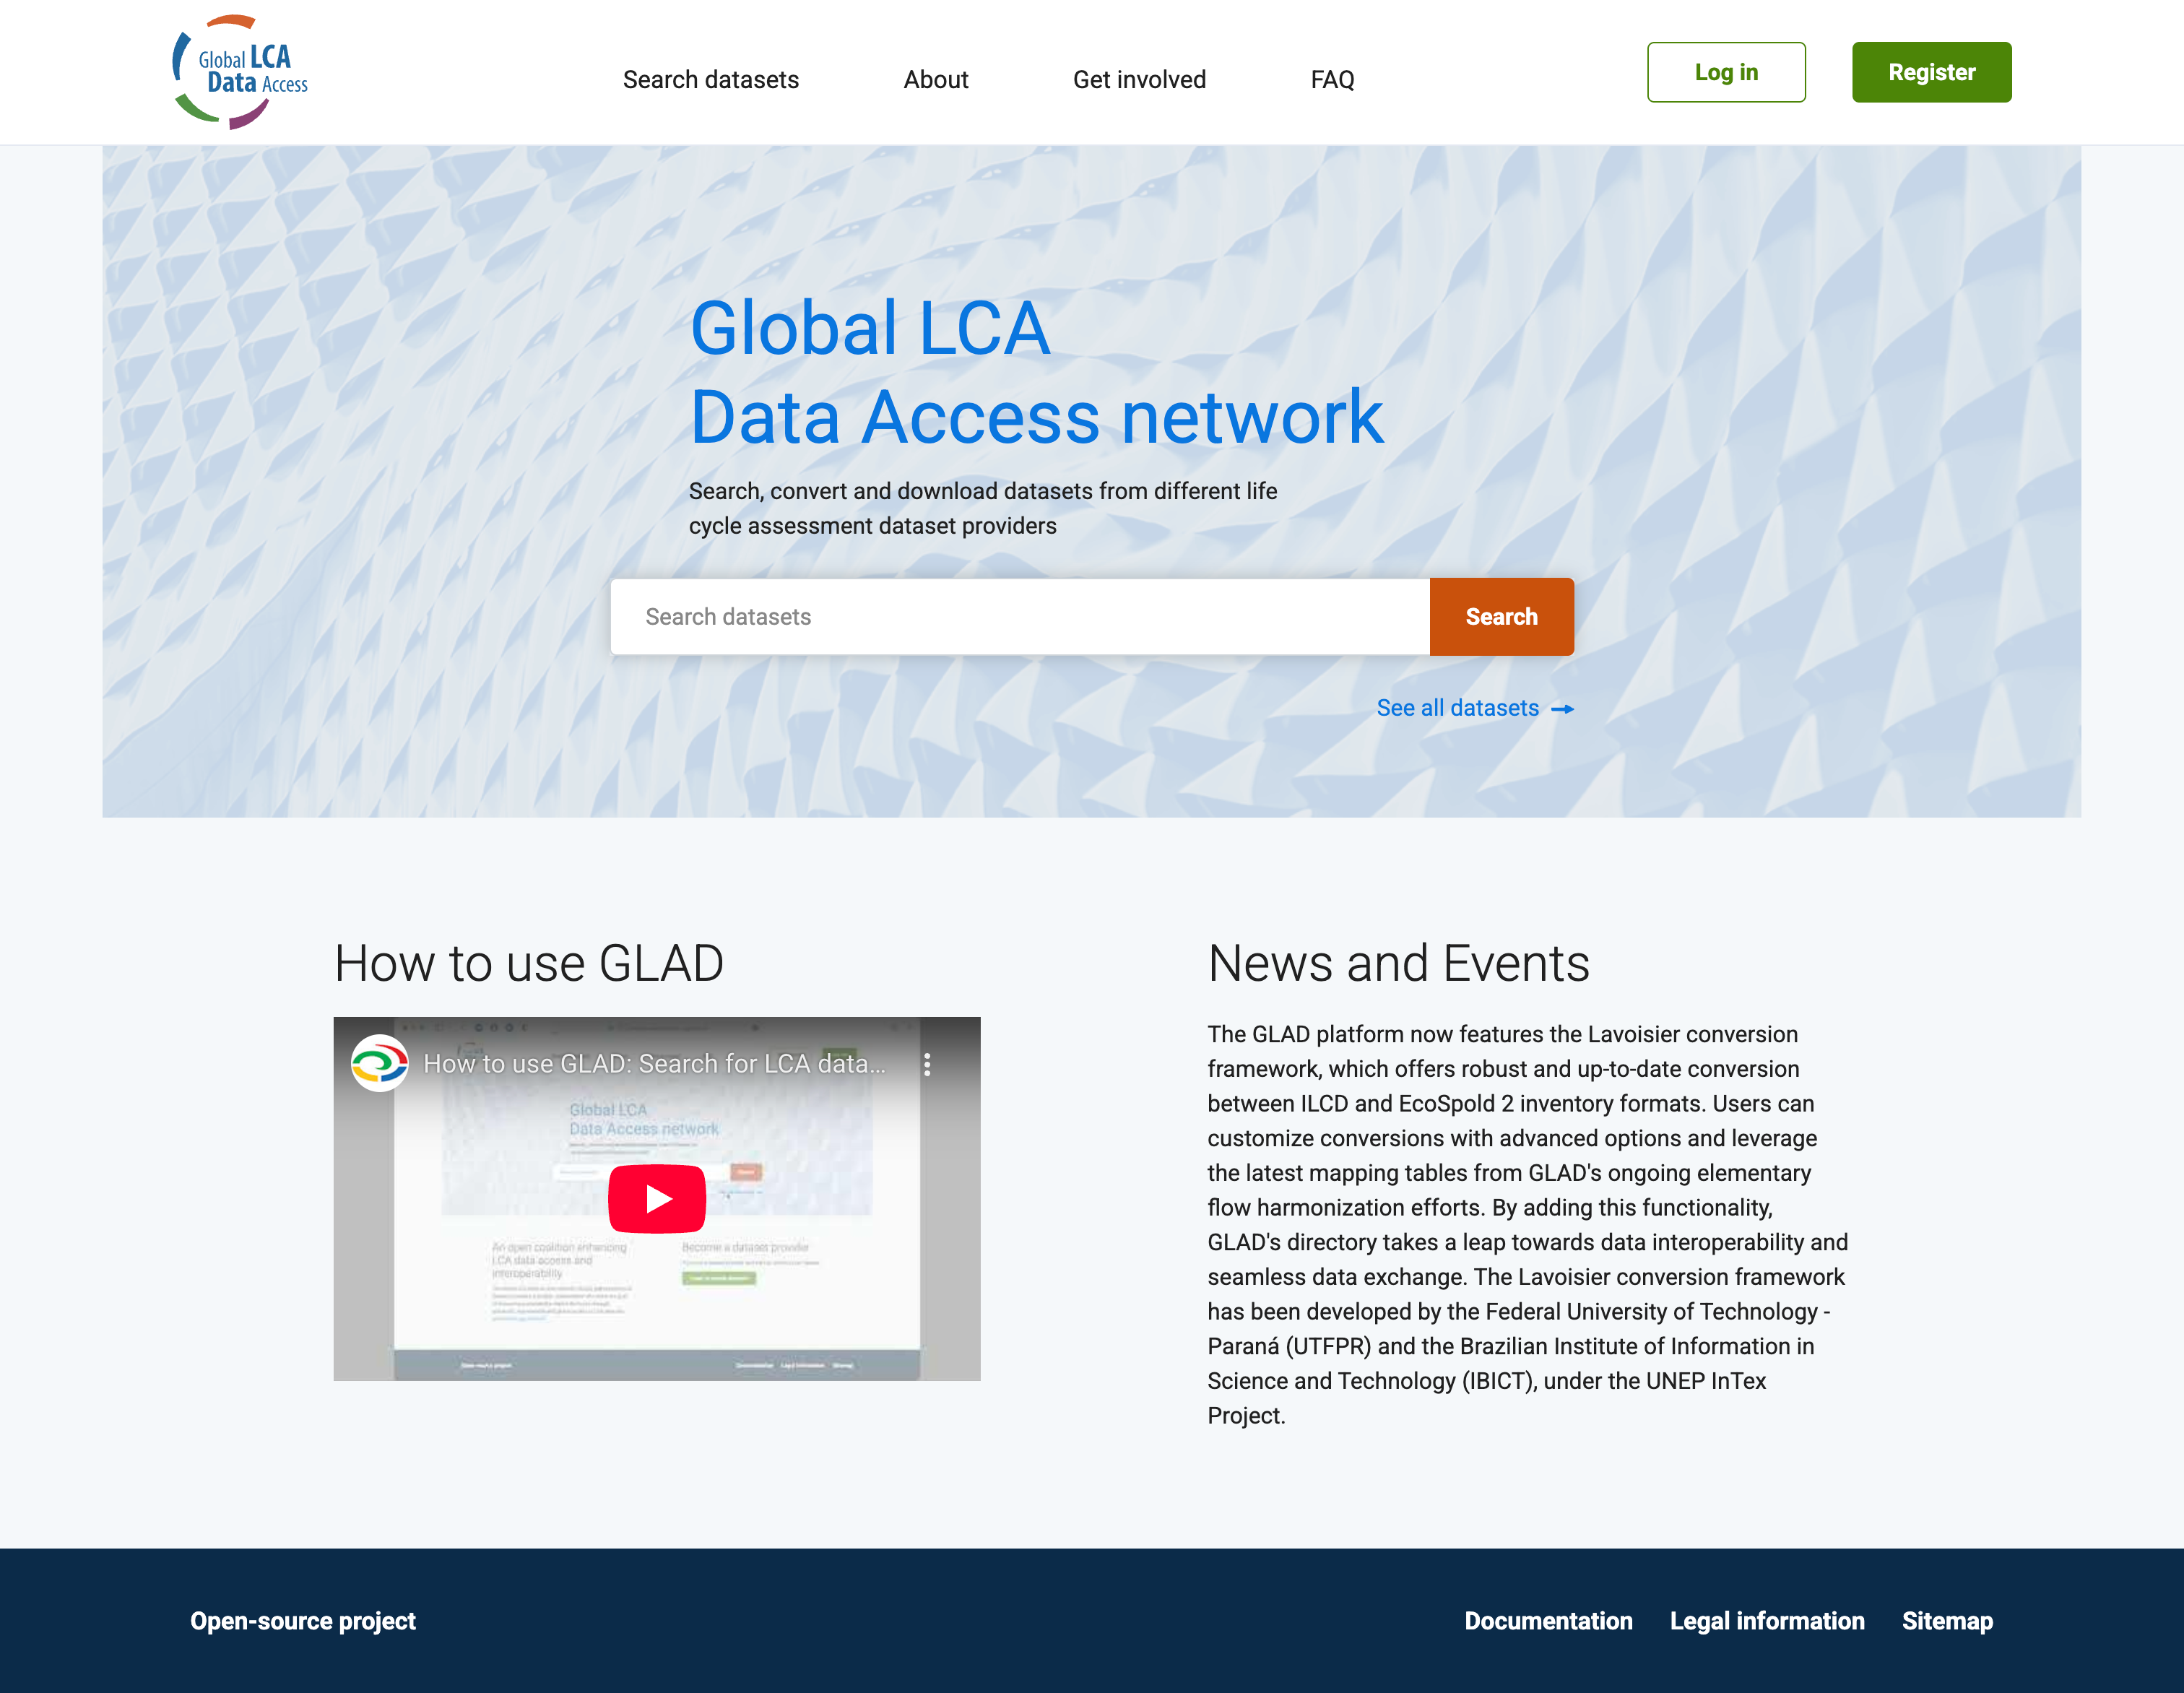 Global LCA
Data Access
Search datasets
About
Get involved
FAQ
Log in
Register
Global LCA
Data Access network
Search, convert and download datasets from different life
cycle assessment dataset providers
Search datasets
Search
See all datasets
How to use GLAD
How to use GLAD: Search for LCA data...
Global LCA
Data Access network
An open coalition enhancing
LCA data access and
interoperability
Become a dataset provider
Open-source project
Documentation Legal information Sitemap
News and Events
The GLAD platform now features the Lavoisier conversion
framework, which offers robust and up-to-date conversion
between ILCD and EcoSpold 2 inventory formats. Users can
customize conversions with advanced options and leverage
the latest mapping tables from GLAD's ongoing elementary
flow harmonization efforts. By adding this functionality,
GLAD's directory takes a leap towards data interoperability and
seamless data exchange. The Lavoisier conversion framework
has been developed by the Federal University of Technology -
Paraná (UTFPR) and the Brazilian Institute of Information in
Science and Technology (IBICT), under the UNEP InTex
Project.
Open-source project
Documentation
Legal information
Sitemap